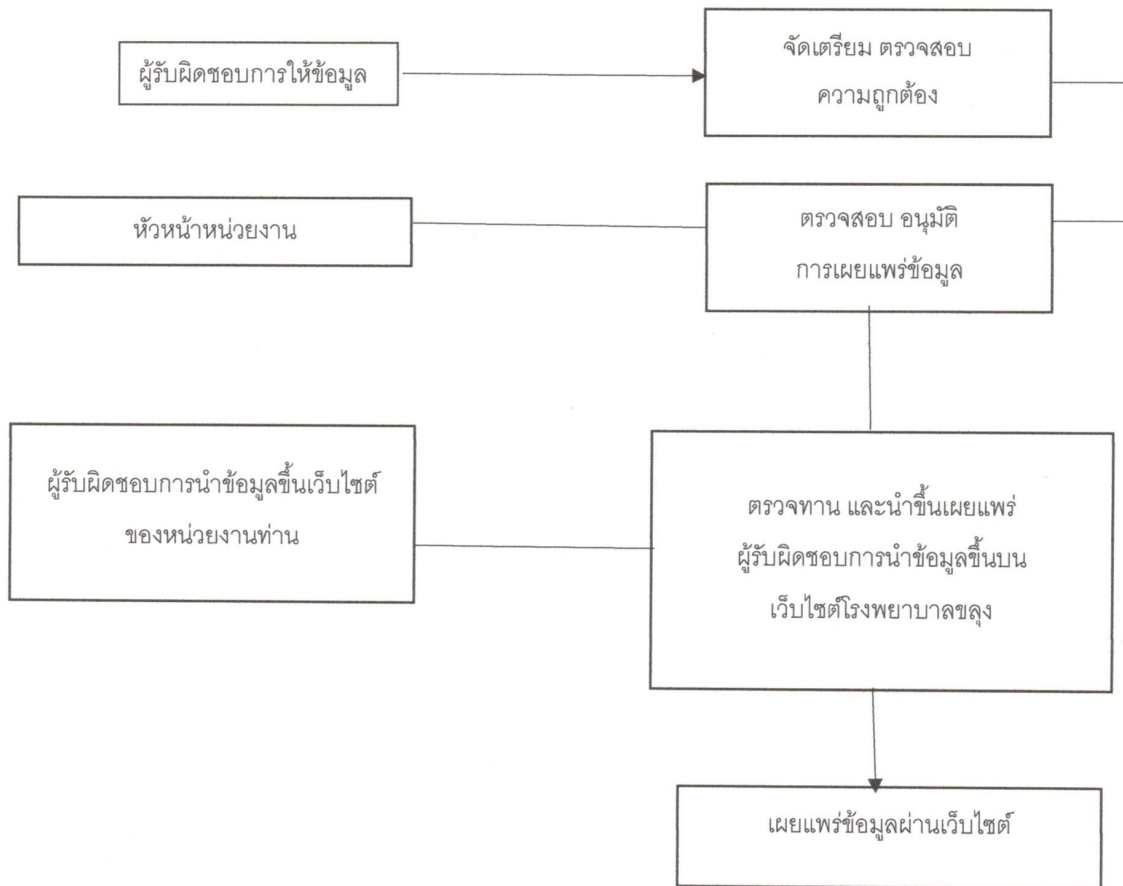 ผู้รับผิดชอบการให้ข้อมูล
จัดเตรียม ตรวจสอบ
ความถูกต้อง
หัวหน้าหน่วยงาน
ตรวจสอบ อนุมัติ
การเผยแพร่ข้อมูล
ผู้รับผิดชอบการนำข้อมูลขึ้นเว็บไซต์
ของหน่วยงานท่าน
ตรวจทาน และนำขึ้นเผยแพร่
ผู้รับผิดชอบการนำข้อมูลขึ้นบน
เว็บไซต์โรงพยาบาลขลุง
เผยแพร่ข้อมูลผ่านเว็บไซต์